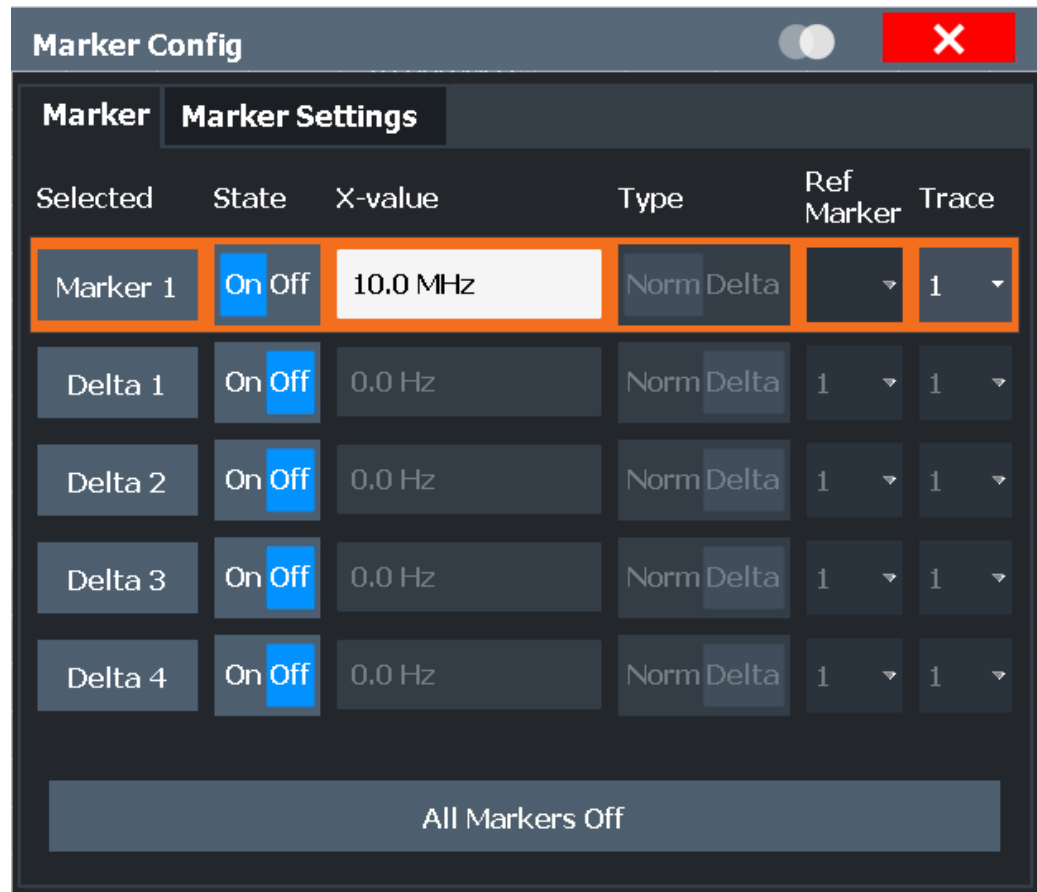 Marker Config
Marker Marker Settings
Selected State X-value Type Ref Marker Trace
Marker 1 On Off 10.0 MHz Norm Delta 1
Delta 1 On Off 0.0 Hz Norm Delta 1 1
Delta 2 On Off 0.0 Hz Norm Delta 1 1
Delta 3 On Off 0.0 Hz Norm Delta 1 1
Delta 4 On Off 0.0 Hz Norm Delta 1 1
All Markers Off